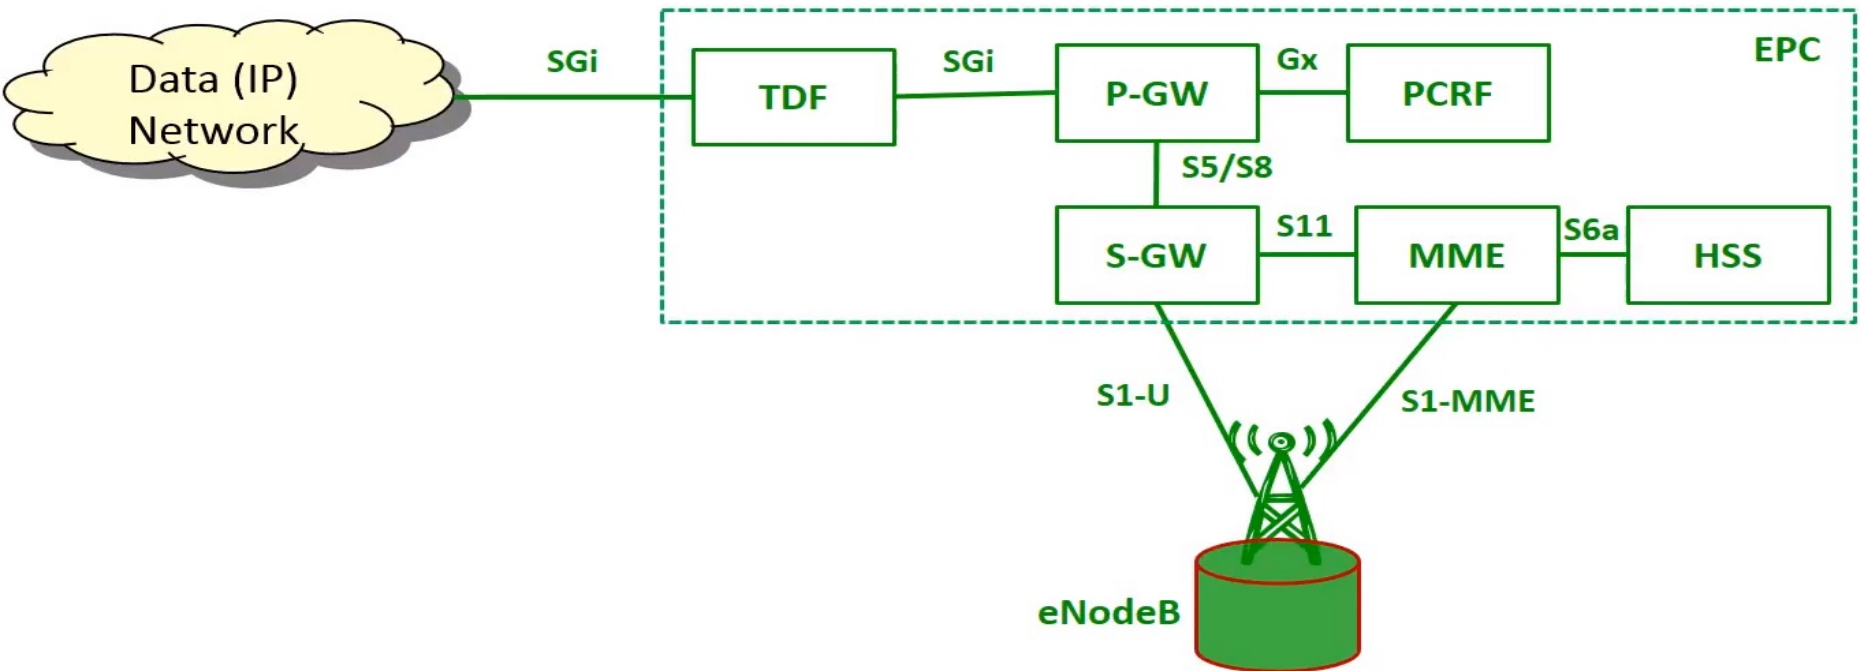 Data (IP)
Network
SGi
TDF
SGi
P-GW
Gx
PCRF
EPC
S5/S8
S-GW
S11
MME
S6a
HSS
S1-U
S1-MME
eNodeB